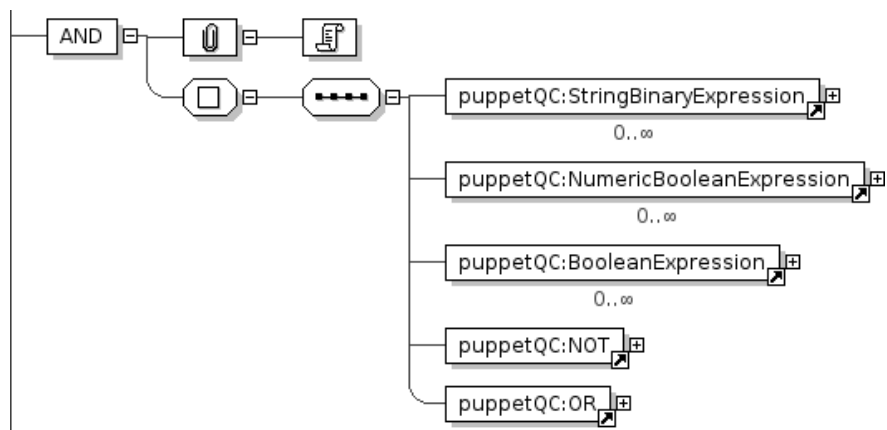 AND
puppetQC:StringBinaryExpression
0..∞
puppetQC:NumericBooleanExpression
0..∞
puppetQC:BooleanExpression
0..∞
puppetQC:NOT
puppetQC:OR